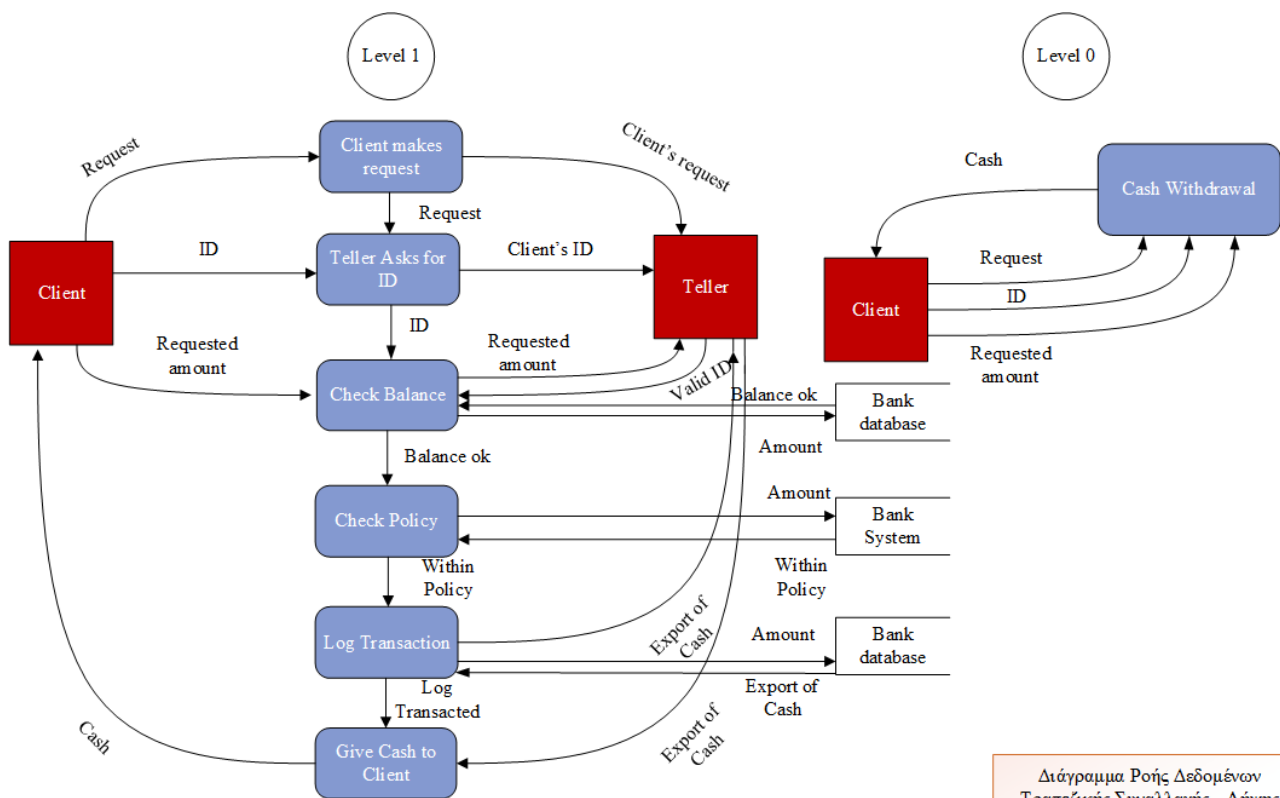 Level 1
Level 0
Request
Client makes
request
Client's request
Request
ID
Teller Asks for
ID
Client's ID
Client
Teller
ID
Requested
amount
Requested
amount
Check Balance
Valid ID
Balance ok
Bank
database
Amount
Balance ok
Check Policy
Amount
Bank
System
Within
Policy
Within
Policy
Log Transaction
Export of
Cash
Amount
Bank
database
Export of
Cash
Log
Transacted
Export of
Cash
Cash
Give Cash to
Client
Cash
Cash Withdrawal
Request
ID
Client
Requested
amount
Διάγραμμα Ροής Δεδομένων
Τραπεζικής Συναλλαγής